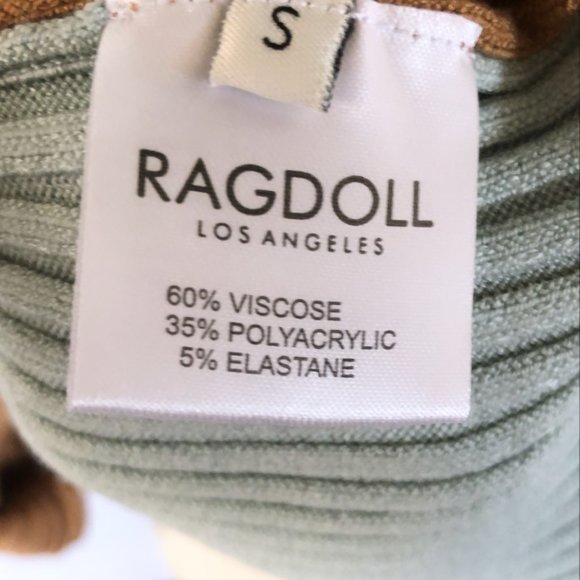 S
RAGDOLL
LOS ANGELES
60% VISCOSE
35% POLYACRYLIC
5% ELASTANE